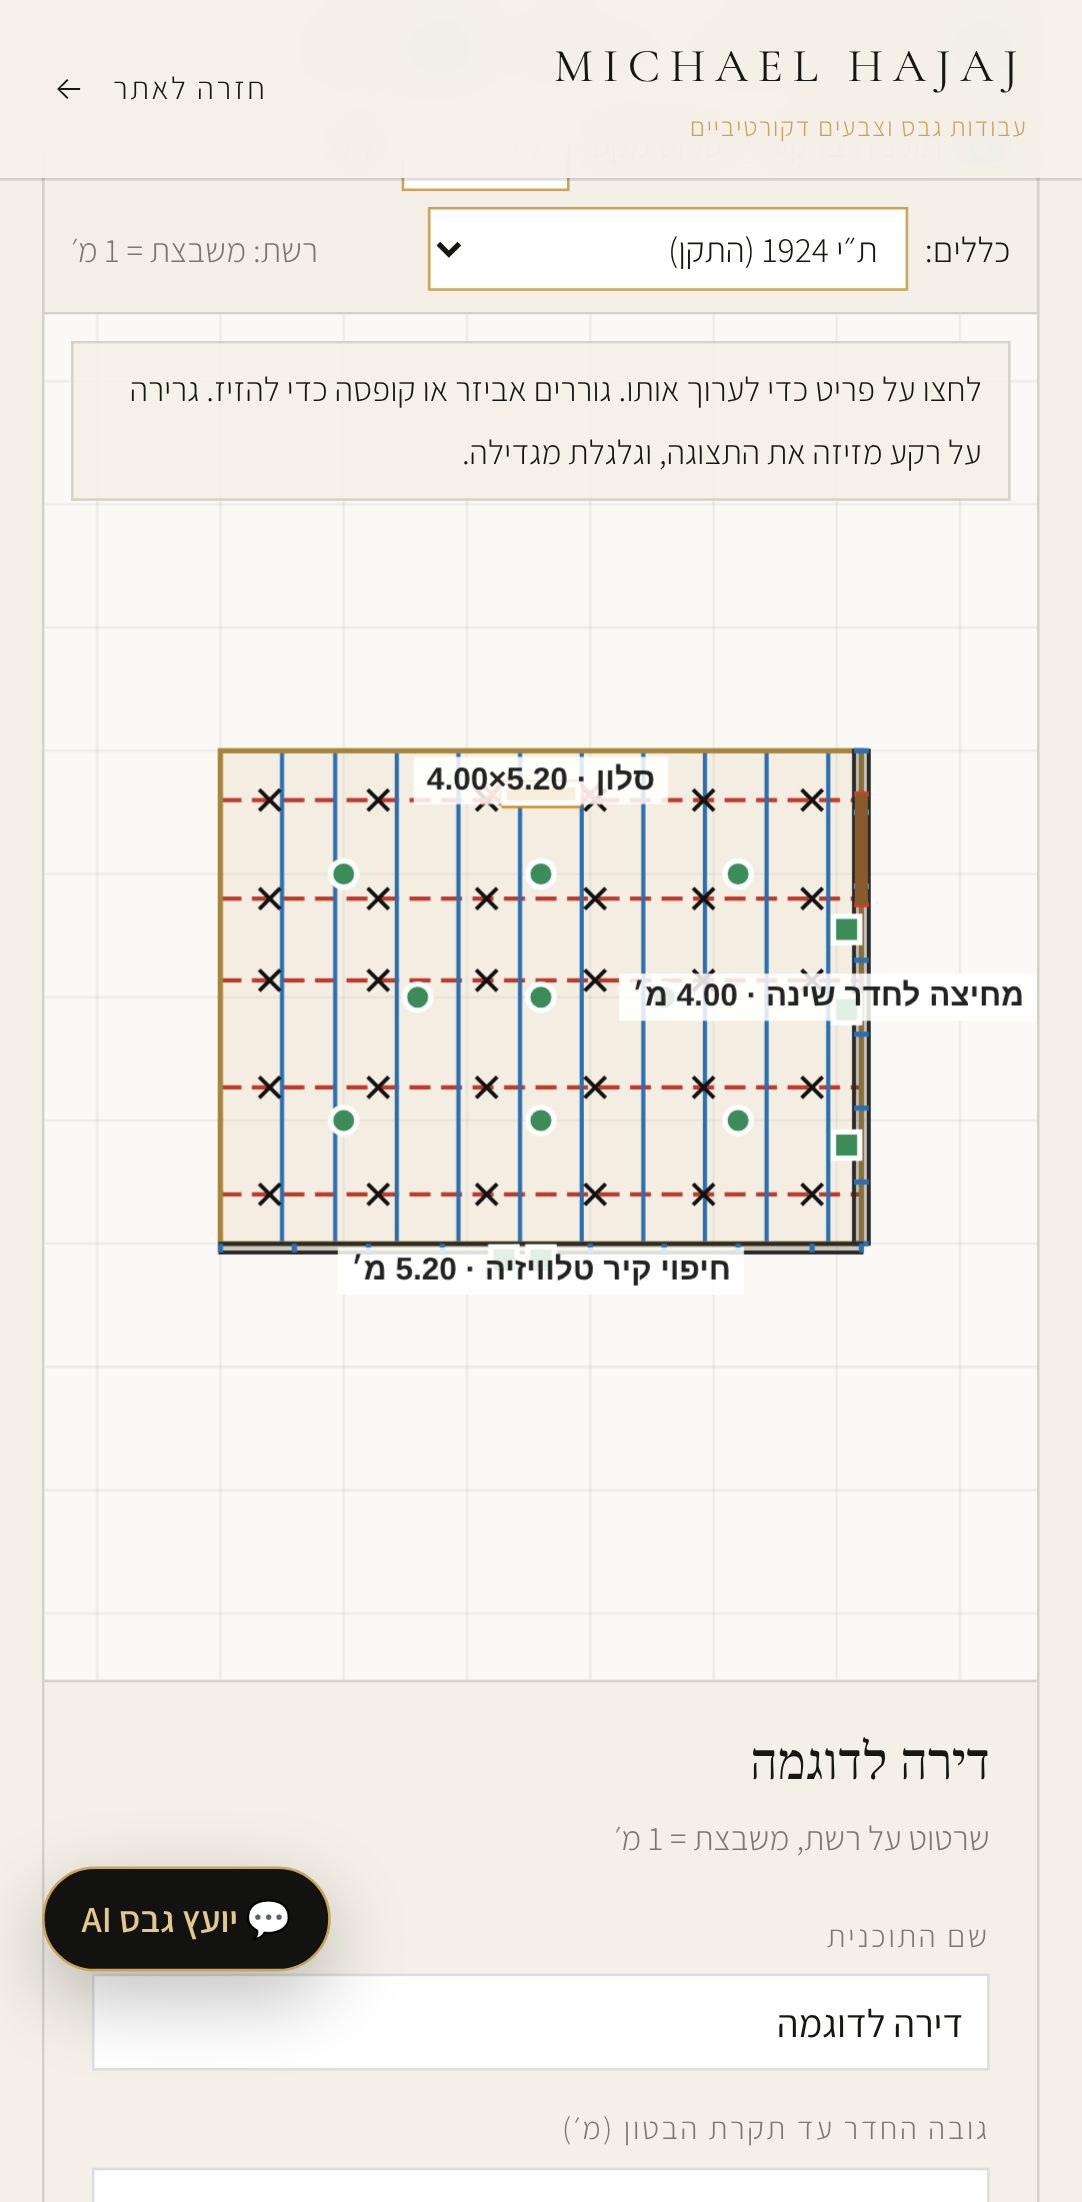 MICHAEL HAJAJ
עבודות גבס וצבעים דקורטיביים
חזרה לאתר ←
כללים:
ת״י 1924 (התקן)
רשת: משבצת = 1 מ׳
לחצו על פריט כדי לערוך אותו. גוררים אביזר או קופסה כדי להזיז. גרירה
על רקע מזיזה את התצוגה, וגלגלת מגדילה.
סלון · 5.20×4.00
מחיצה לחדר שינה · 4.00 מ׳
חיפוי קיר טלוויזיה · 5.20 מ׳
דירה לדוגמה
שרטוט על רשת, משבצת = 1 מ׳
💬 יועץ גבס AI
שם התוכנית
דירה לדוגמה
גובה החדר עד תקרת הבטון (מ׳)